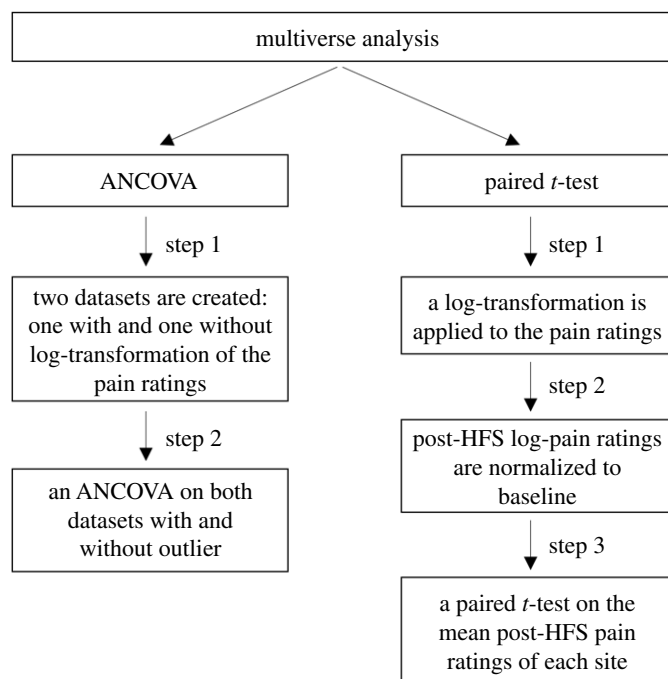 multiverse analysis
ANCOVA
step 1
two datasets are created:
one with and one without
log-transformation of the
pain ratings
step 2
an ANCOVA on both
datasets with and
without outlier
paired t-test
step 1
a log-transformation is
applied to the pain ratings
step 2
post-HFS log-pain ratings
are normalized to
baseline
step 3
a paired t-test on the
mean post-HFS pain
ratings of each site